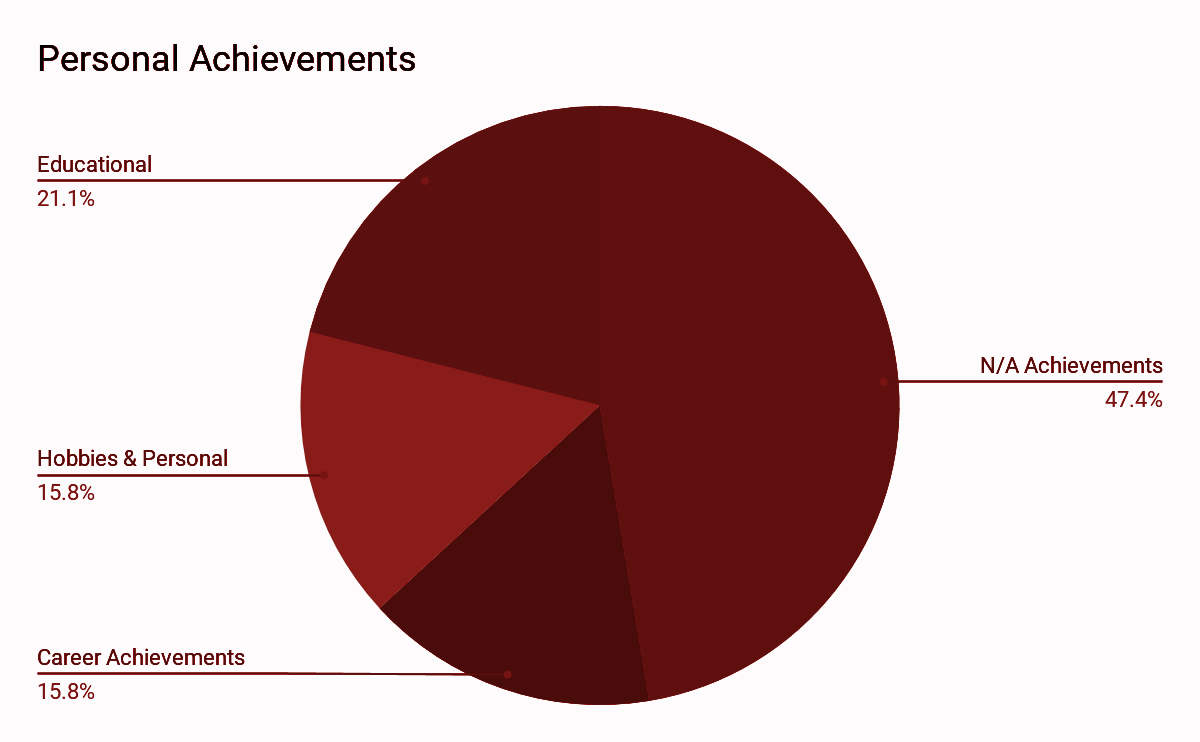 Personal Achievements
Educational
21.1%
N/A Achievements
47.4%
Hobbies & Personal
15.8%
Career Achievements
15.8%